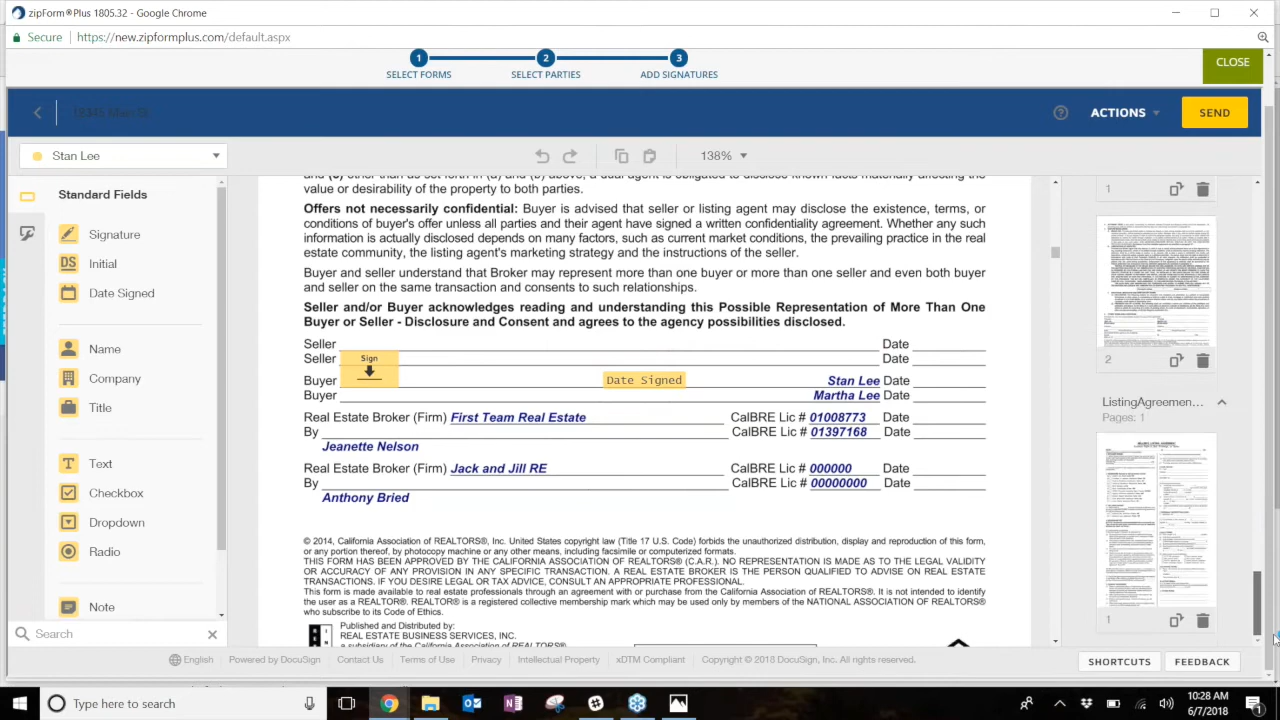 zipForm®Plus 1805.32 - Google Chrome
Secure https://new.zipformplus.com/default.aspx
1 2 3
SELECT FORMS SELECT PARTIES ADD SIGNATURES
CLOSE
ACTIONS SEND
Stan Lee
138%
Standard Fields
Signature
DS Initial
Date Signed
Name
Company
Title
Text
Checkbox
Dropdown
Radio
Note
Search
value or desirability of the property to both parties.
Offers not necessarily confidential: Buyer is advised that seller or listing agent may disclose the existence, terms, or
conditions of buyer's offer unless all parties and their agent have signed a written confidentiality agreement. Whether any such
information is actually disclosed depends on many factors, such as current market conditions, the prevailing practice in the real
estate community, the listing agent's marketing strategy and the instructions of the seller.
Buyer and seller understand that Broker may represent more than one buyer or more than one seller and even both buyer
and seller on the same transaction and consents to such relationships.
Seller and/or Buyer acknowledges reading and understanding this Possible Representation of More Than One
Buyer or Seller - Disclosure and Consent and agrees to the agency possibilities disclosed.
Seller Date
Seller Date
Sign
Buyer Date Signed Stan Lee Date
Buyer Martha Lee Date
Real Estate Broker (Firm) First Team Real Estate CalBRE Lic # 01008773 Date
By CalBRE Lic # 01397168 Date
Jeanette Nelson
Real Estate Broker (Firm) Jack and Jill RE CalBRE Lic # 000000 Date
By CalBRE Lic # 00000000 Date
Anthony Bried
© 2014, California Association of REALTORS®, Inc. United States copyright law (Title 17 U.S. Code) forbids the unauthorized distribution, display and reproduction of this form,
or any portion thereof, by photocopy machine or any other means, including facsimile or computerized formats.
THIS FORM HAS BEEN APPROVED BY THE CALIFORNIA ASSOCIATION OF REALTORS® (C.A.R.). NO REPRESENTATION IS MADE AS TO THE LEGAL VALIDITY
OR ACCURACY OF ANY PROVISION IN ANY SPECIFIC TRANSACTION. A REAL ESTATE BROKER IS THE PERSON QUALIFIED TO ADVISE ON REAL ESTATE
TRANSACTIONS. IF YOU DESIRE LEGAL OR TAX ADVICE, CONSULT AN APPROPRIATE PROFESSIONAL.
This form is made available to real estate professionals through an agreement with or purchase from the California Association of REALTORS®. It is not intended to identify
the user as a REALTOR®. REALTOR® is a registered collective membership mark which may be used only by members of the NATIONAL ASSOCIATION OF REALTORS®
who subscribe to its Code of Ethics.
Published and Distributed by:
REAL ESTATE BUSINESS SERVICES, INC.
a subsidiary of the California Association of REALTORS®
1
2
ListingAgreemen...
Pages: 1
1
English Powered by DocuSign Contact Us Terms of Use Privacy Intellectual Property xDTM Compliant Copyright © 2018 DocuSign, Inc. All rights reserved.
SHORTCUTS FEEDBACK
Type here to search
10:28 AM
6/7/2018
1